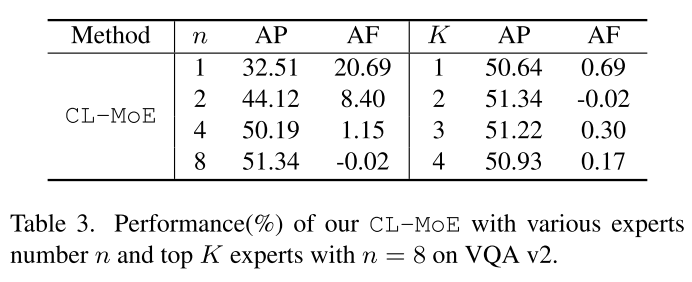 Method n AP AF K AP AF
1 32.51 20.69 1 50.64 0.69
2 44.12 8.40 2 51.34 -0.02
CL-MoE
4 50.19 1.15 3 51.22 0.30
8 51.34 -0.02 4 50.93 0.17
Table 3. Performance(%) of our CL-MoE with various experts
number n and top K experts with n = 8 on VQA v2.